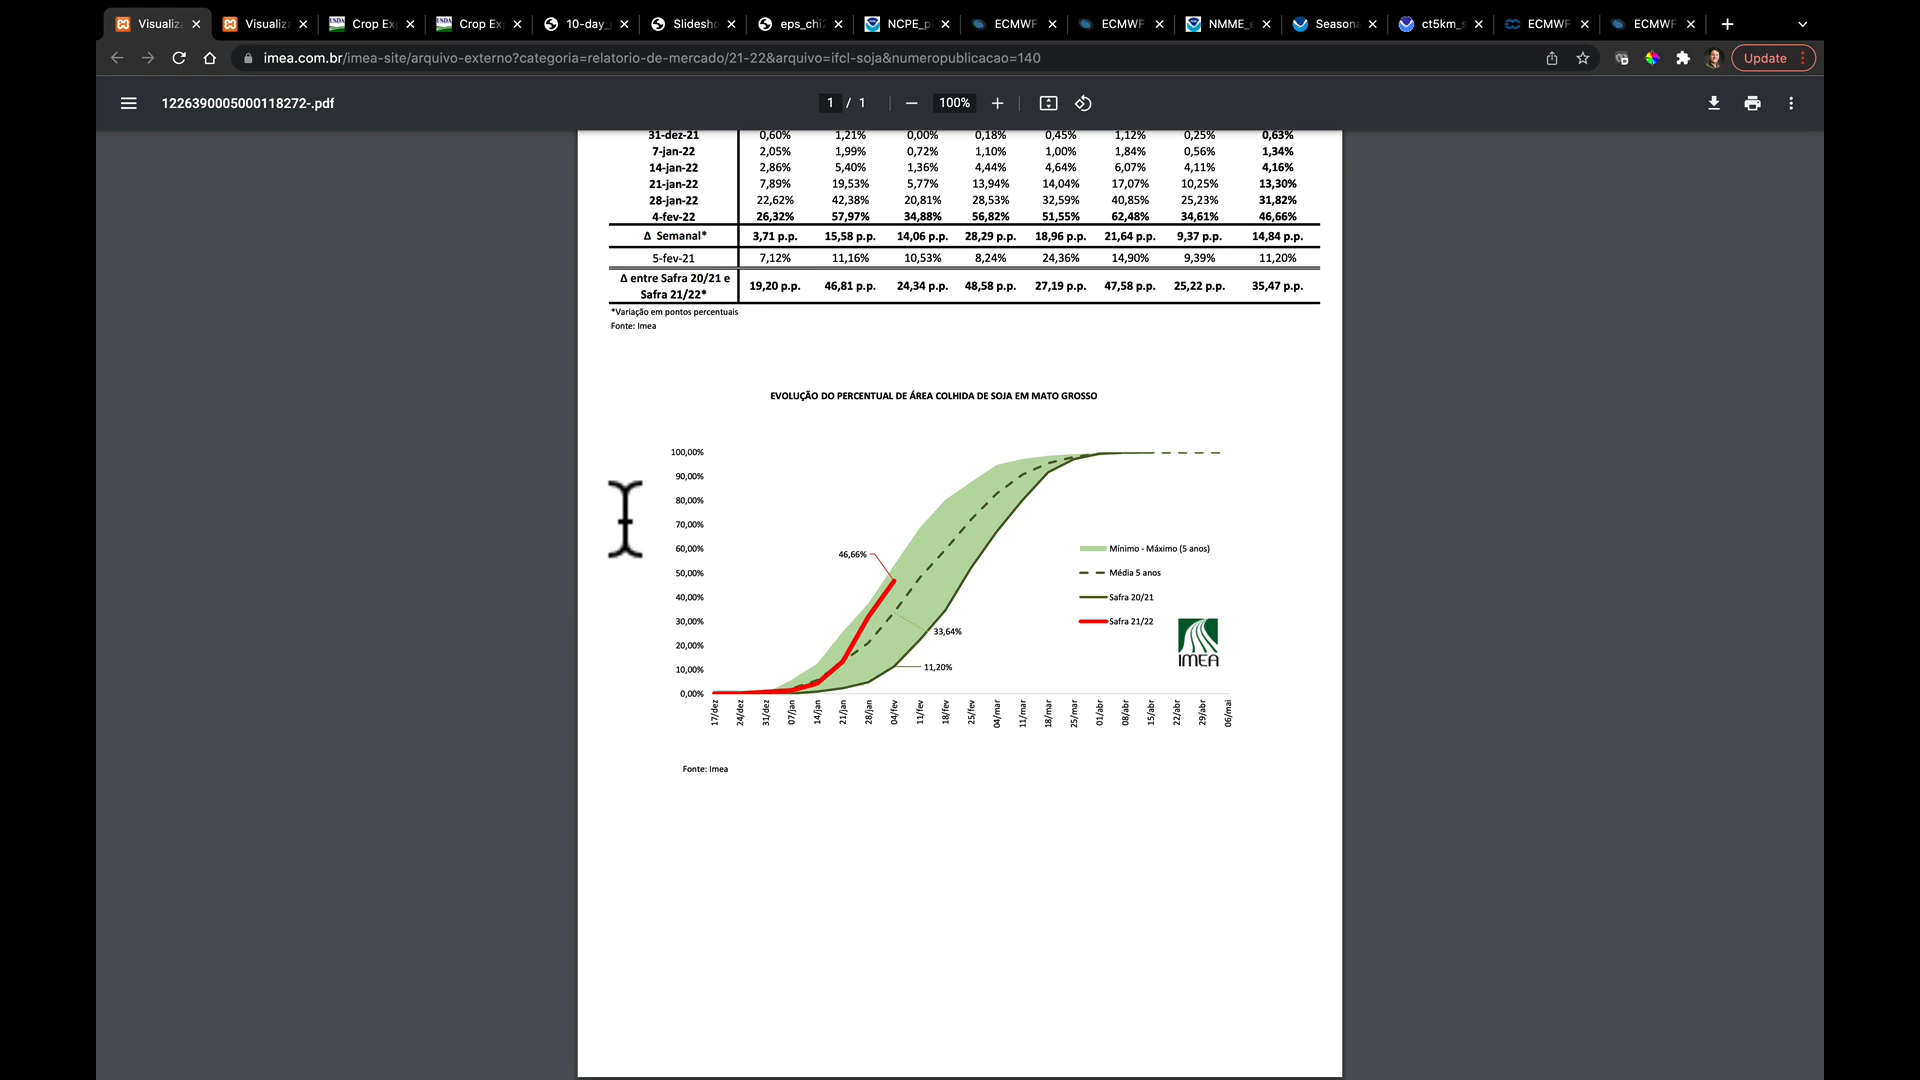 Visualiz
Visualiza
Crop Exp
Crop Exp
10-day_
Slidesho
eps_chi2
NCPE_p
ECMWF
ECMWF
NMME_e
Season
ct5km_s
ECMWF
ECMWF
imea.com.br/imea-site/arquivo-externo?categoria=relatorio-de-mercado/21-22&arquivo=ifcl-soja&numeropublicacao=140
Update
1226390005000118272-.pdf
1 / 1
100%
31-dez-21 0,60% 1,21% 0,00% 0,18% 0,45% 1,12% 0,25% 0,63%
7-jan-22 2,05% 1,99% 0,72% 1,10% 1,00% 1,84% 0,56% 1,34%
14-jan-22 2,86% 5,40% 1,36% 4,44% 4,64% 6,07% 4,11% 4,16%
21-jan-22 7,89% 19,53% 5,77% 13,94% 14,04% 17,07% 10,25% 13,30%
28-jan-22 22,62% 42,38% 20,81% 28,53% 32,59% 40,85% 25,23% 31,82%
4-fev-22 26,32% 57,97% 34,88% 56,82% 51,55% 62,48% 34,61% 46,66%
Δ Semanal* 3,71 p.p. 15,58 p.p. 14,06 p.p. 28,29 p.p. 18,96 p.p. 21,64 p.p. 9,37 p.p. 14,84 p.p.
5-fev-21 7,12% 11,16% 10,53% 8,24% 24,36% 14,90% 9,39% 11,20%
Δ entre Safra 20/21 e
Safra 21/22* 19,20 p.p. 46,81 p.p. 24,34 p.p. 48,58 p.p. 27,19 p.p. 47,58 p.p. 25,22 p.p. 35,47 p.p.
*Variação em pontos percentuais
Fonte: Imea
EVOLUÇÃO DO PERCENTUAL DE ÁREA COLHIDA DE SOJA EM MATO GROSSO
100,00%
90,00%
80,00%
70,00%
60,00%
50,00%
40,00%
30,00%
20,00%
10,00%
0,00%
46,66%
33,64%
11,20%
Mínimo - Máximo (5 anos)
Média 5 anos
Safra 20/21
Safra 21/22
IMEA
17/dez
24/dez
31/dez
07/jan
14/jan
21/jan
28/jan
04/fev
11/fev
18/fev
25/fev
04/mar
11/mar
18/mar
25/mar
01/abr
08/abr
15/abr
22/abr
29/abr
06/mai
Fonte: Imea